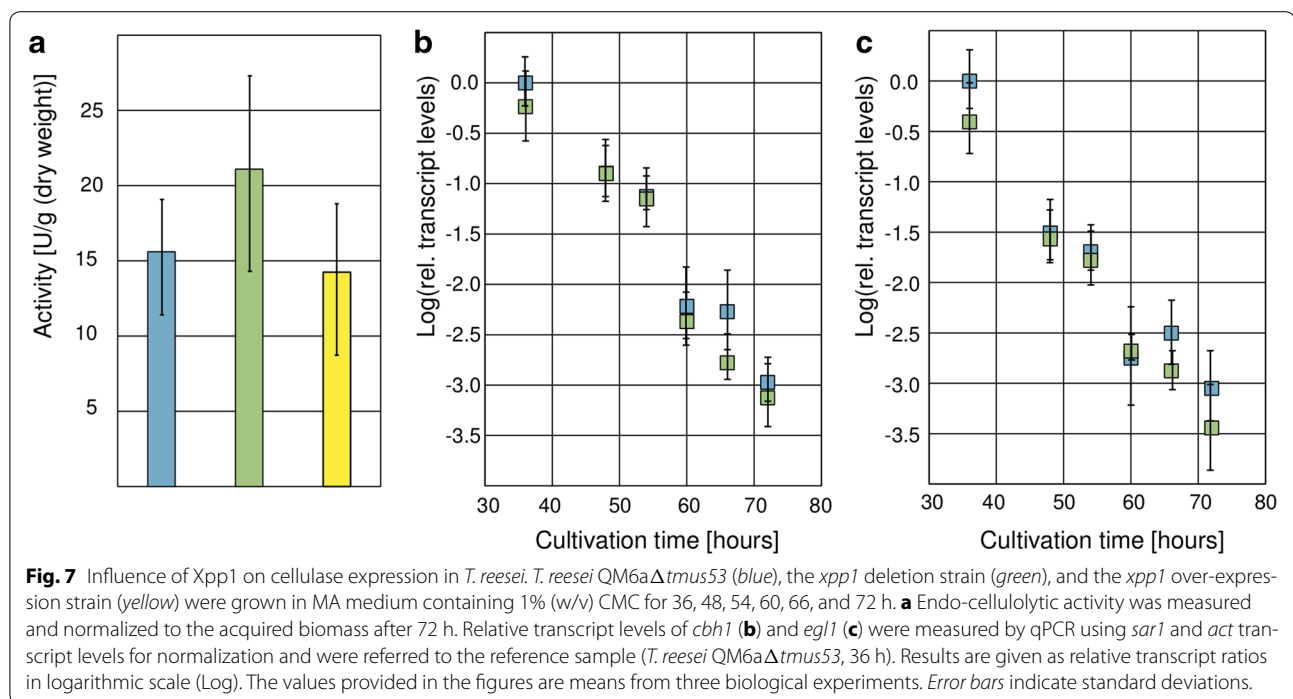 a
Activity [U/g (dry weight)]
25
20
15
10
5
b
Log(rel. transcript levels)
0.0
-0.5
-1.0
-1.5
-2.0
-2.5
-3.0
-3.5
30 40 50 60 70 80
Cultivation time [hours]
c
Log(rel. transcript levels)
0.0
-0.5
-1.0
-1.5
-2.0
-2.5
-3.0
-3.5
30 40 50 60 70 80
Cultivation time [hours]
Fig. 7 Influence of Xpp1 on cellulase expression in T. reesei. T. reesei QM6aΔtmus53 (blue), the xpp1 deletion strain (green), and the xpp1 over-expres-
sion strain (yellow) were grown in MA medium containing 1% (w/v) CMC for 36, 48, 54, 60, 66, and 72 h. a Endo-cellulolytic activity was measured
and normalized to the acquired biomass after 72 h. Relative transcript levels of cbh1 (b) and egl1 (c) were measured by qPCR using sar1 and act tran-
script levels for normalization and were referred to the reference sample (T. reesei QM6aΔtmus53, 36 h). Results are given as relative transcript ratios
in logarithmic scale (Log). The values provided in the figures are means from three biological experiments. Error bars indicate standard deviations.